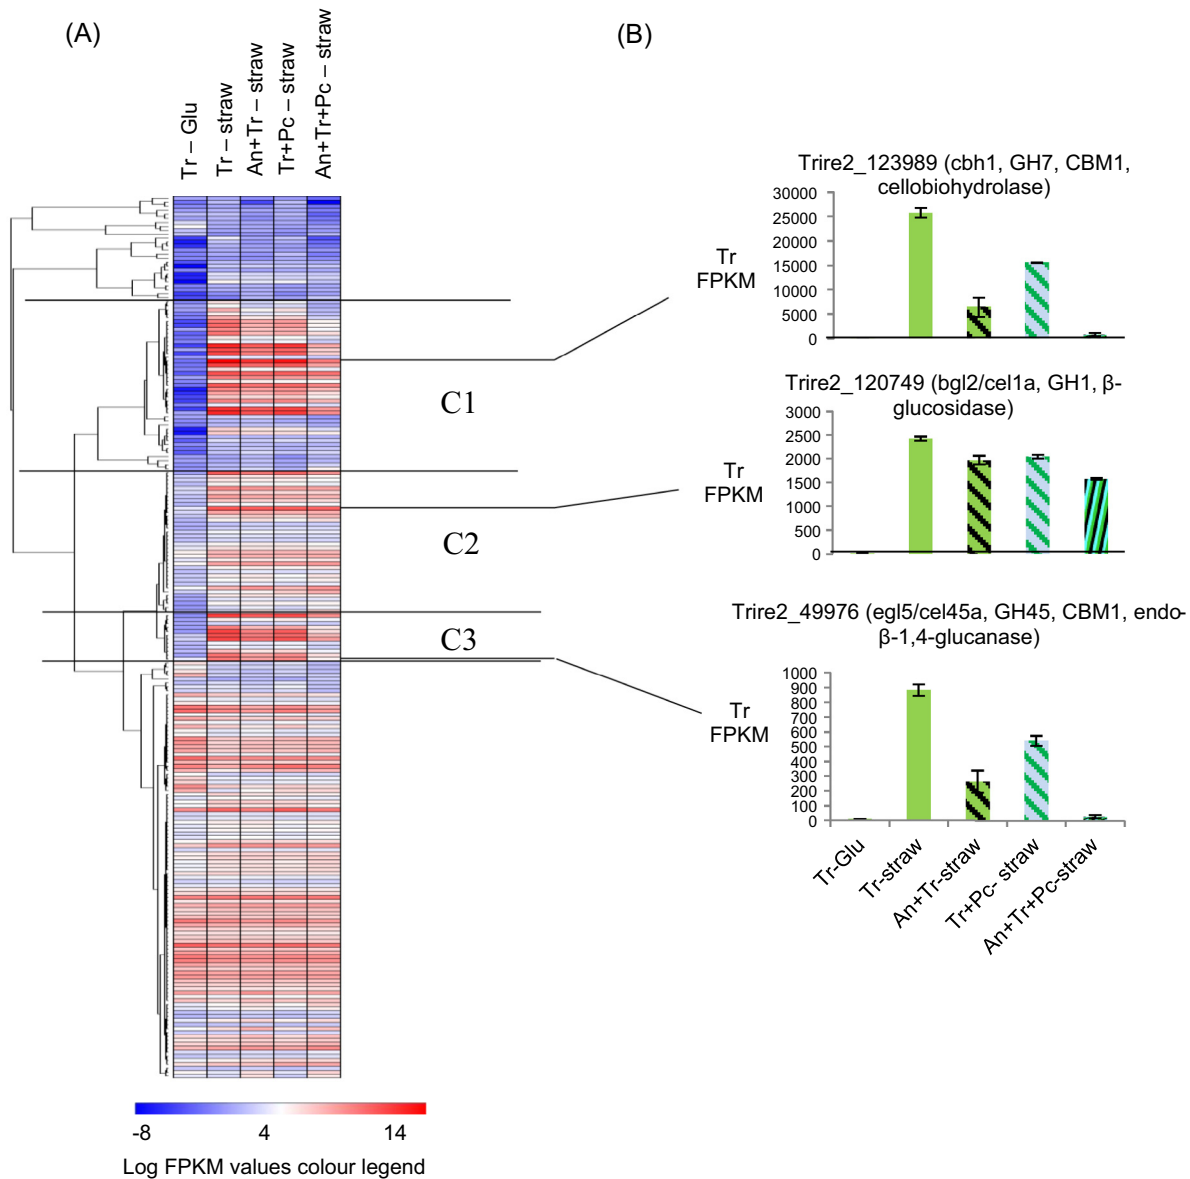 (A)
Tr – Glu
Tr – straw
An+Tr – straw
Tr+Pc – straw
An+Tr+Pc – straw
C1
C2
C3
-8
4
14
Log FPKM values colour legend
(B)
Trire2_123989 (cbh1, GH7, CBM1,
cellobiohydrolase)
Tr
FPKM
30000
25000
20000
15000
10000
5000
0
Trire2_120749 (bgl2/cel1a, GH1, β-
glucosidase)
Tr
FPKM
3000
2500
2000
1500
1000
500
0
Trire2_49976 (egl5/cel45a, GH45, CBM1, endo-
β-1,4-glucanase)
Tr
FPKM
1000
900
800
700
600
500
400
300
200
100
0
Tr-Glu
Tr-straw
An+Tr-straw
Tr+Pc- straw
An+Tr+Pc-straw